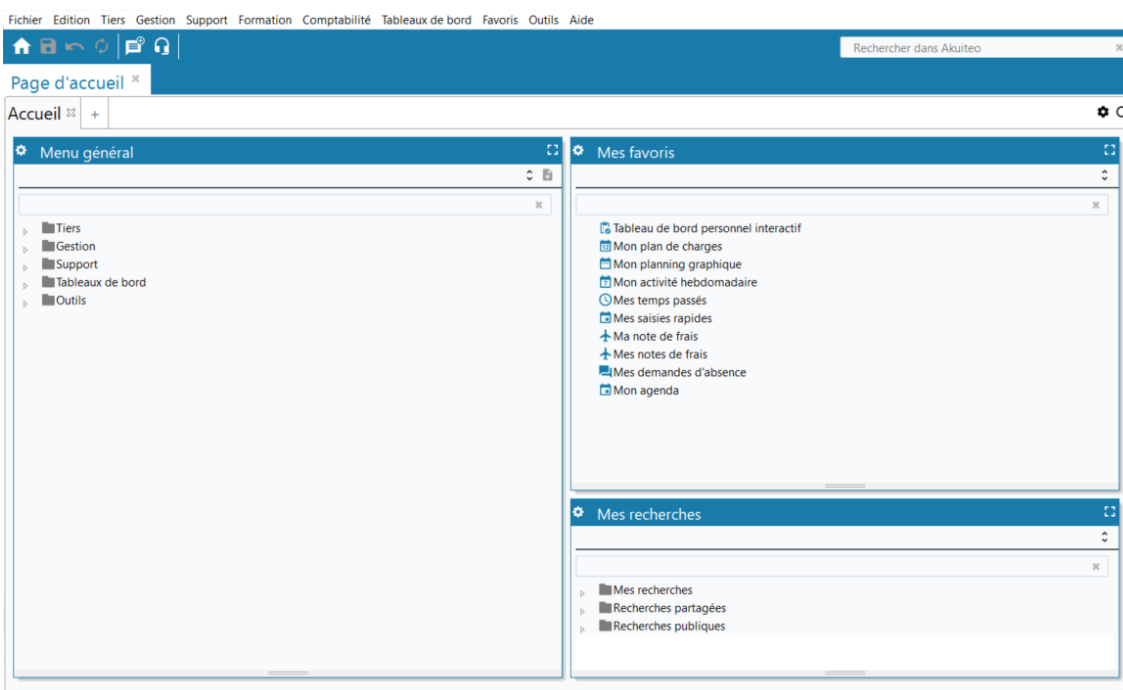 Fichier Edition Tiers Gestion Support Formation Comptabilité Tableaux de bord Favoris Outils Aide
Rechercher dans Akuiteo
Page d'accueil
Accueil +
Menu général
Tiers
Gestion
Support
Tableaux de bord
Outils
Mes favoris
Tableau de bord personnel interactif
Mon plan de charges
Mon planning graphique
Mon activité hebdomadaire
Mes temps passés
Mes saisies rapides
Ma note de frais
Mes notes de frais
Mes demandes d'absence
Mon agenda
Mes recherches
Mes recherches
Recherches partagées
Recherches publiques